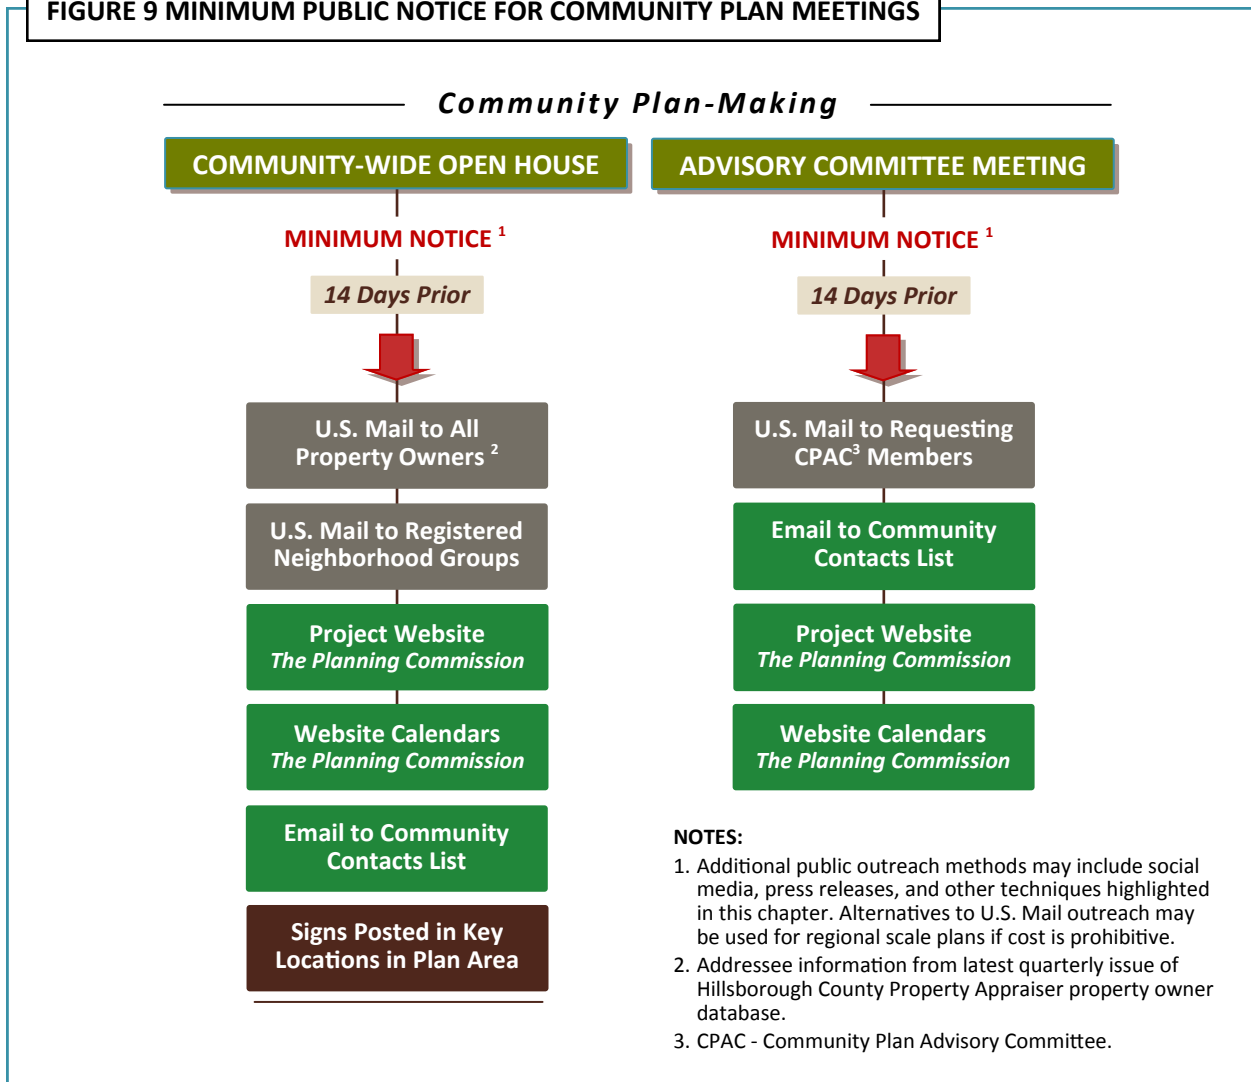 FIGURE 9 MINIMUM PUBLIC NOTICE FOR COMMUNITY PLAN MEETINGS
Community Plan-Making
COMMUNITY-WIDE OPEN HOUSE
MINIMUM NOTICE 1
14 Days Prior
U.S. Mail to All
Property Owners 2
U.S. Mail to Registered
Neighborhood Groups
Project Website
The Planning Commission
Website Calendars
The Planning Commission
Email to Community
Contacts List
Signs Posted in Key
Locations in Plan Area
ADVISORY COMMITTEE MEETING
MINIMUM NOTICE 1
14 Days Prior
U.S. Mail to Requesting
CPAC3 Members
Email to Community
Contacts List
Project Website
The Planning Commission
Website Calendars
The Planning Commission
NOTES:
1. Additional public outreach methods may include social
media, press releases, and other techniques highlighted
in this chapter. Alternatives to U.S. Mail outreach may
be used for regional scale plans if cost is prohibitive.
2. Addressee information from latest quarterly issue of
Hillsborough County Property Appraiser property owner
database.
3. CPAC - Community Plan Advisory Committee.